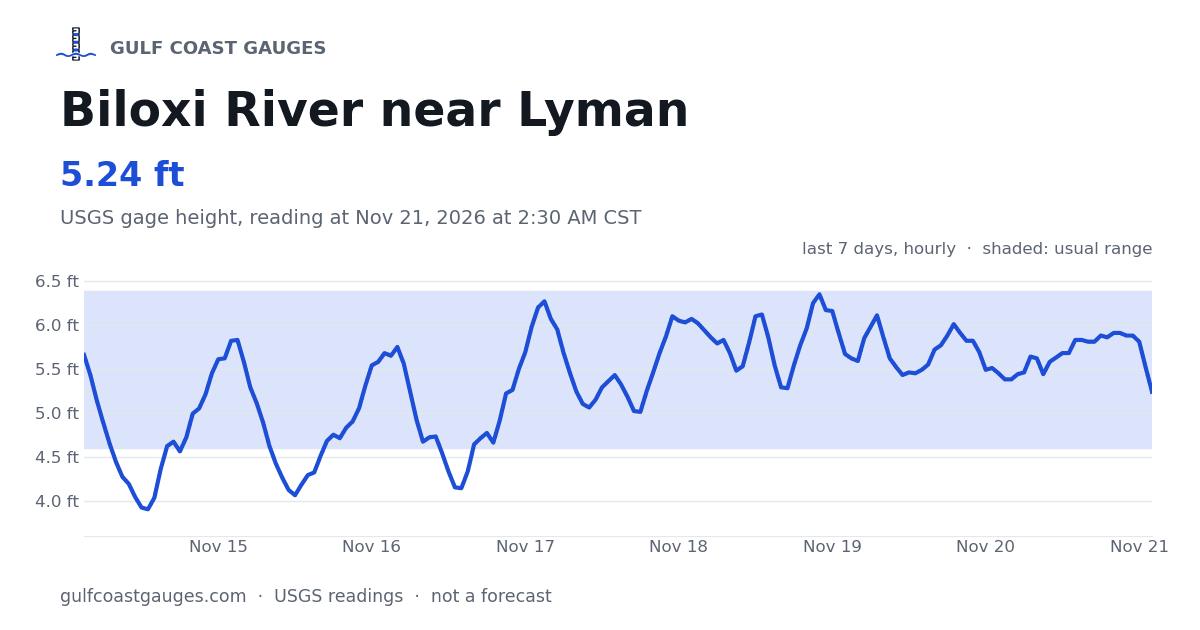 GULF COAST GAUGES
Biloxi River near Lyman
5.24 ft
USGS gage height, reading at Nov 21, 2026 at 2:30 AM CST
last 7 days, hourly · shaded: usual range
6.5 ft
6.0 ft
5.5 ft
5.0 ft
4.5 ft
4.0 ft
Nov 15 Nov 16 Nov 17 Nov 18 Nov 19 Nov 20 Nov 21
gulfcoastgauges.com · USGS readings · not a forecast